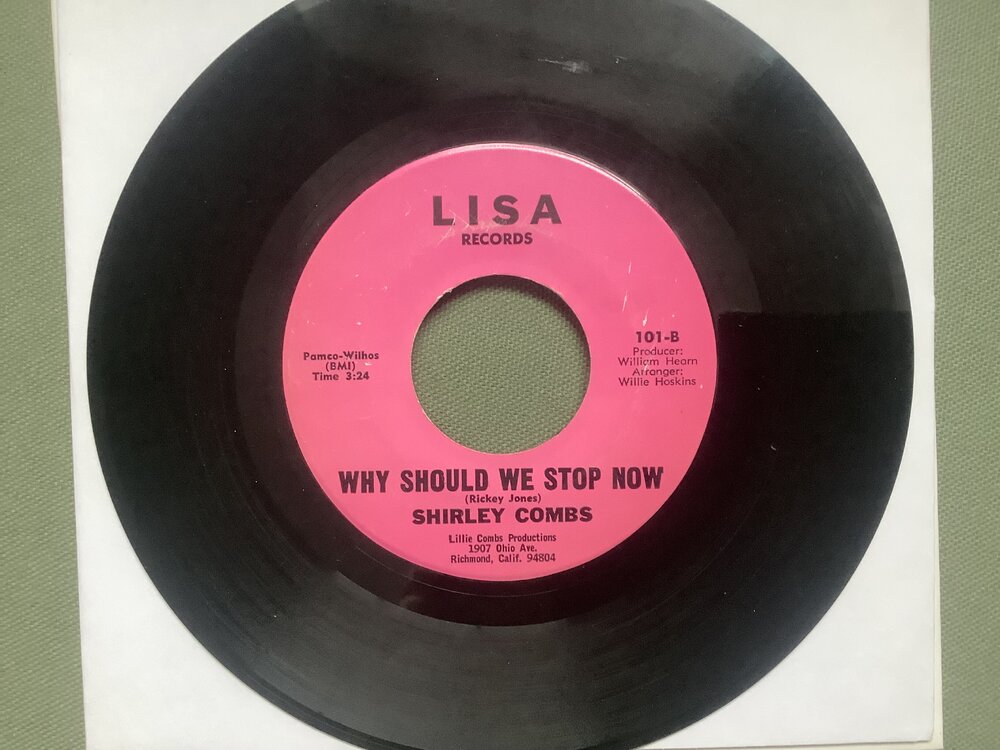 LISA
RECORDS
Pamco-Wilhos
(BMI)
Time 3:24
101-B
Producer:
William Hearn
Arranger:
Willie Hoskins
WHY SHOULD WE STOP NOW
(Rickey Jones)
SHIRLEY COMBS
Lillie Combs Productions
1907 Ohio Ave.
Richmond, Calif. 94804